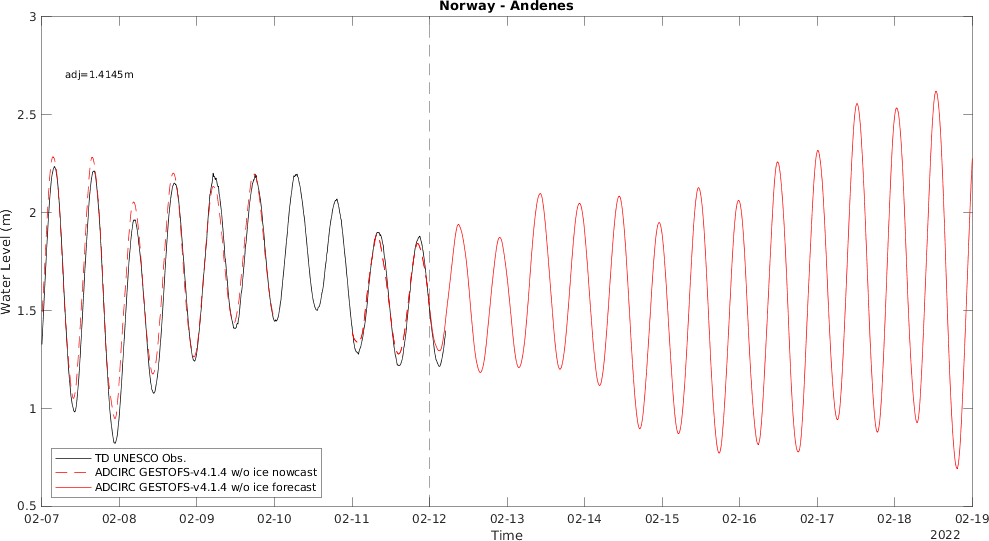 Norway - Andenes
3
adj=1.4145m
2.5
2
Water Level (m)
1.5
1
TD UNESCO Obs.
ADCIRC GESTOFS-v4.1.4 w/o ice nowcast
ADCIRC GESTOFS-v4.1.4 w/o ice forecast
0.5
02-07 02-08 02-09 02-10 02-11 02-12 02-13 02-14 02-15 02-16 02-17 02-18 02-19
Time
2022